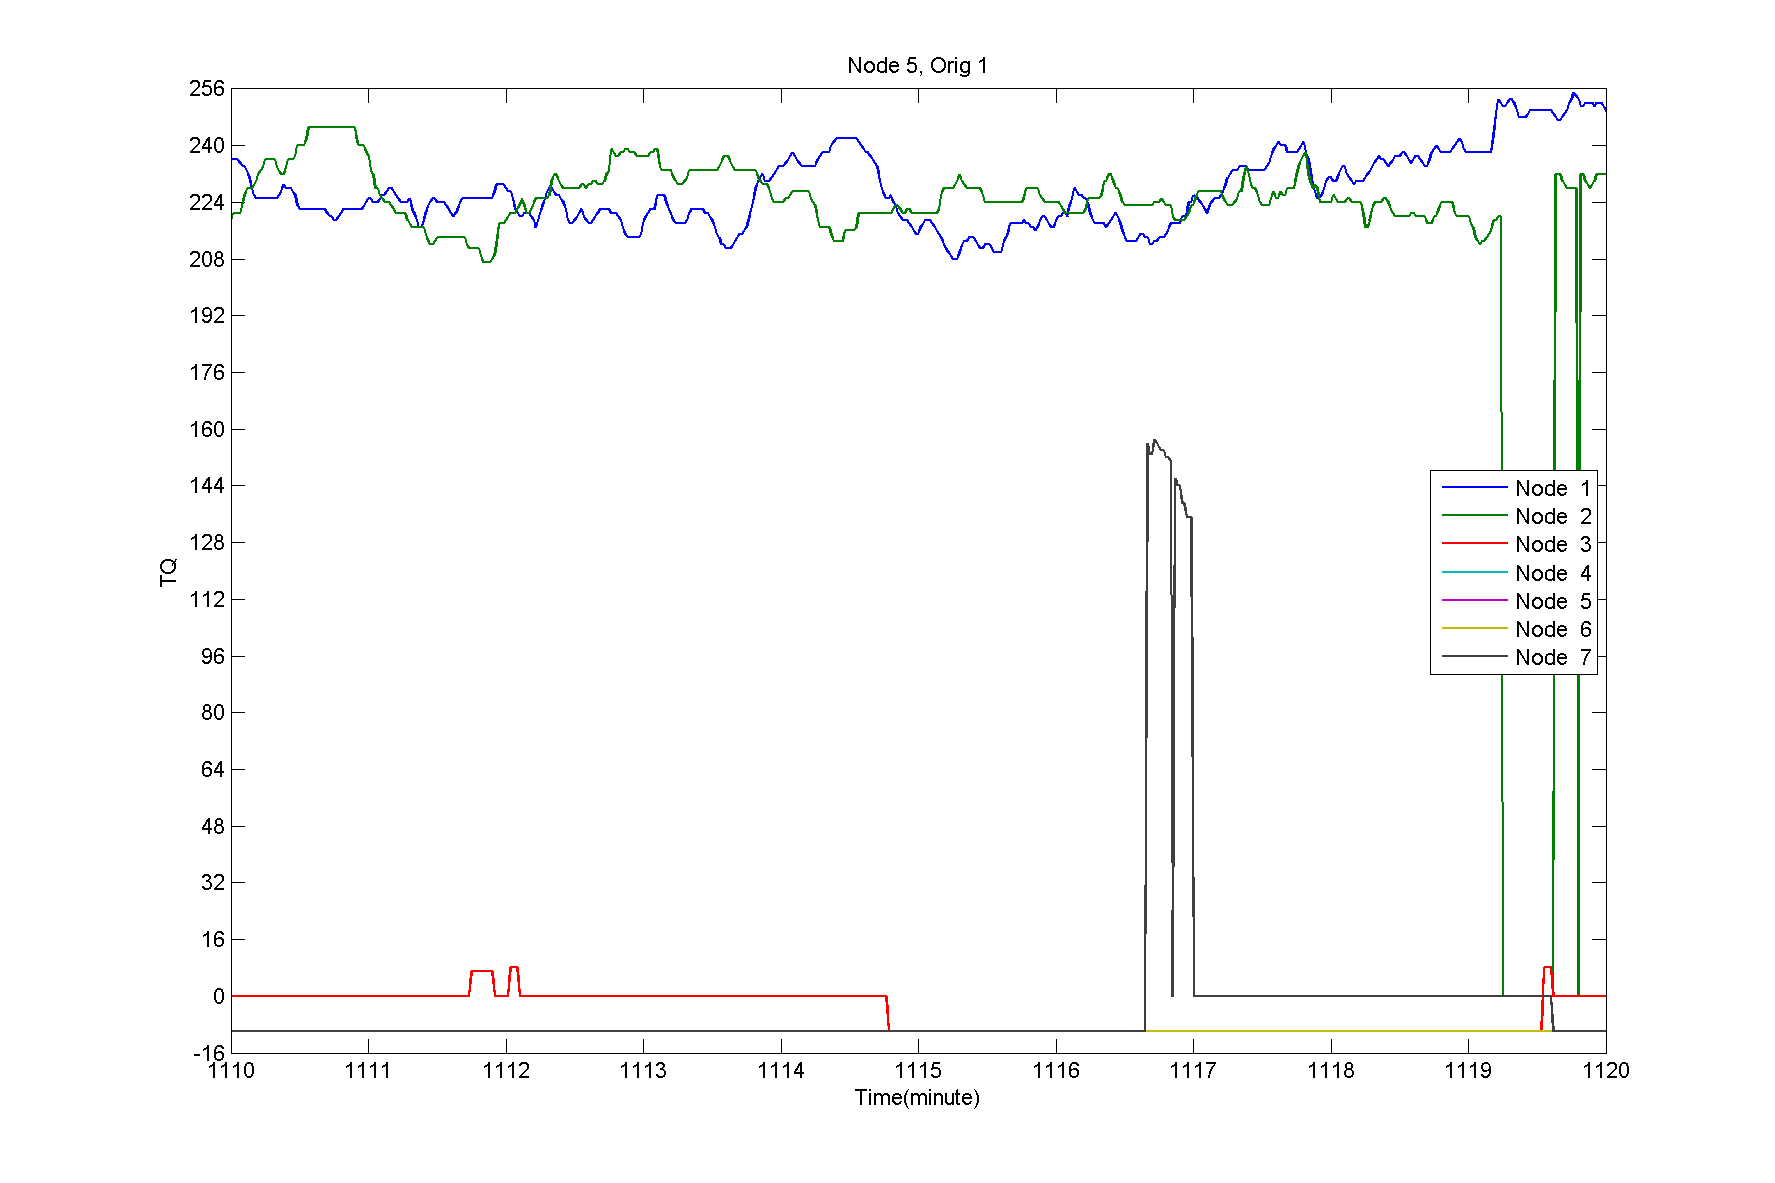 Node 5, Orig 1
256
240
224
208
192
176
160
144
128
112
96
80
64
48
32
16
0
-16
TQ
Node 1
Node 2
Node 3
Node 4
Node 5
Node 6
Node 7
1110 1111 1112 1113 1114 1115 1116 1117 1118 1119 1120
Time(minute)